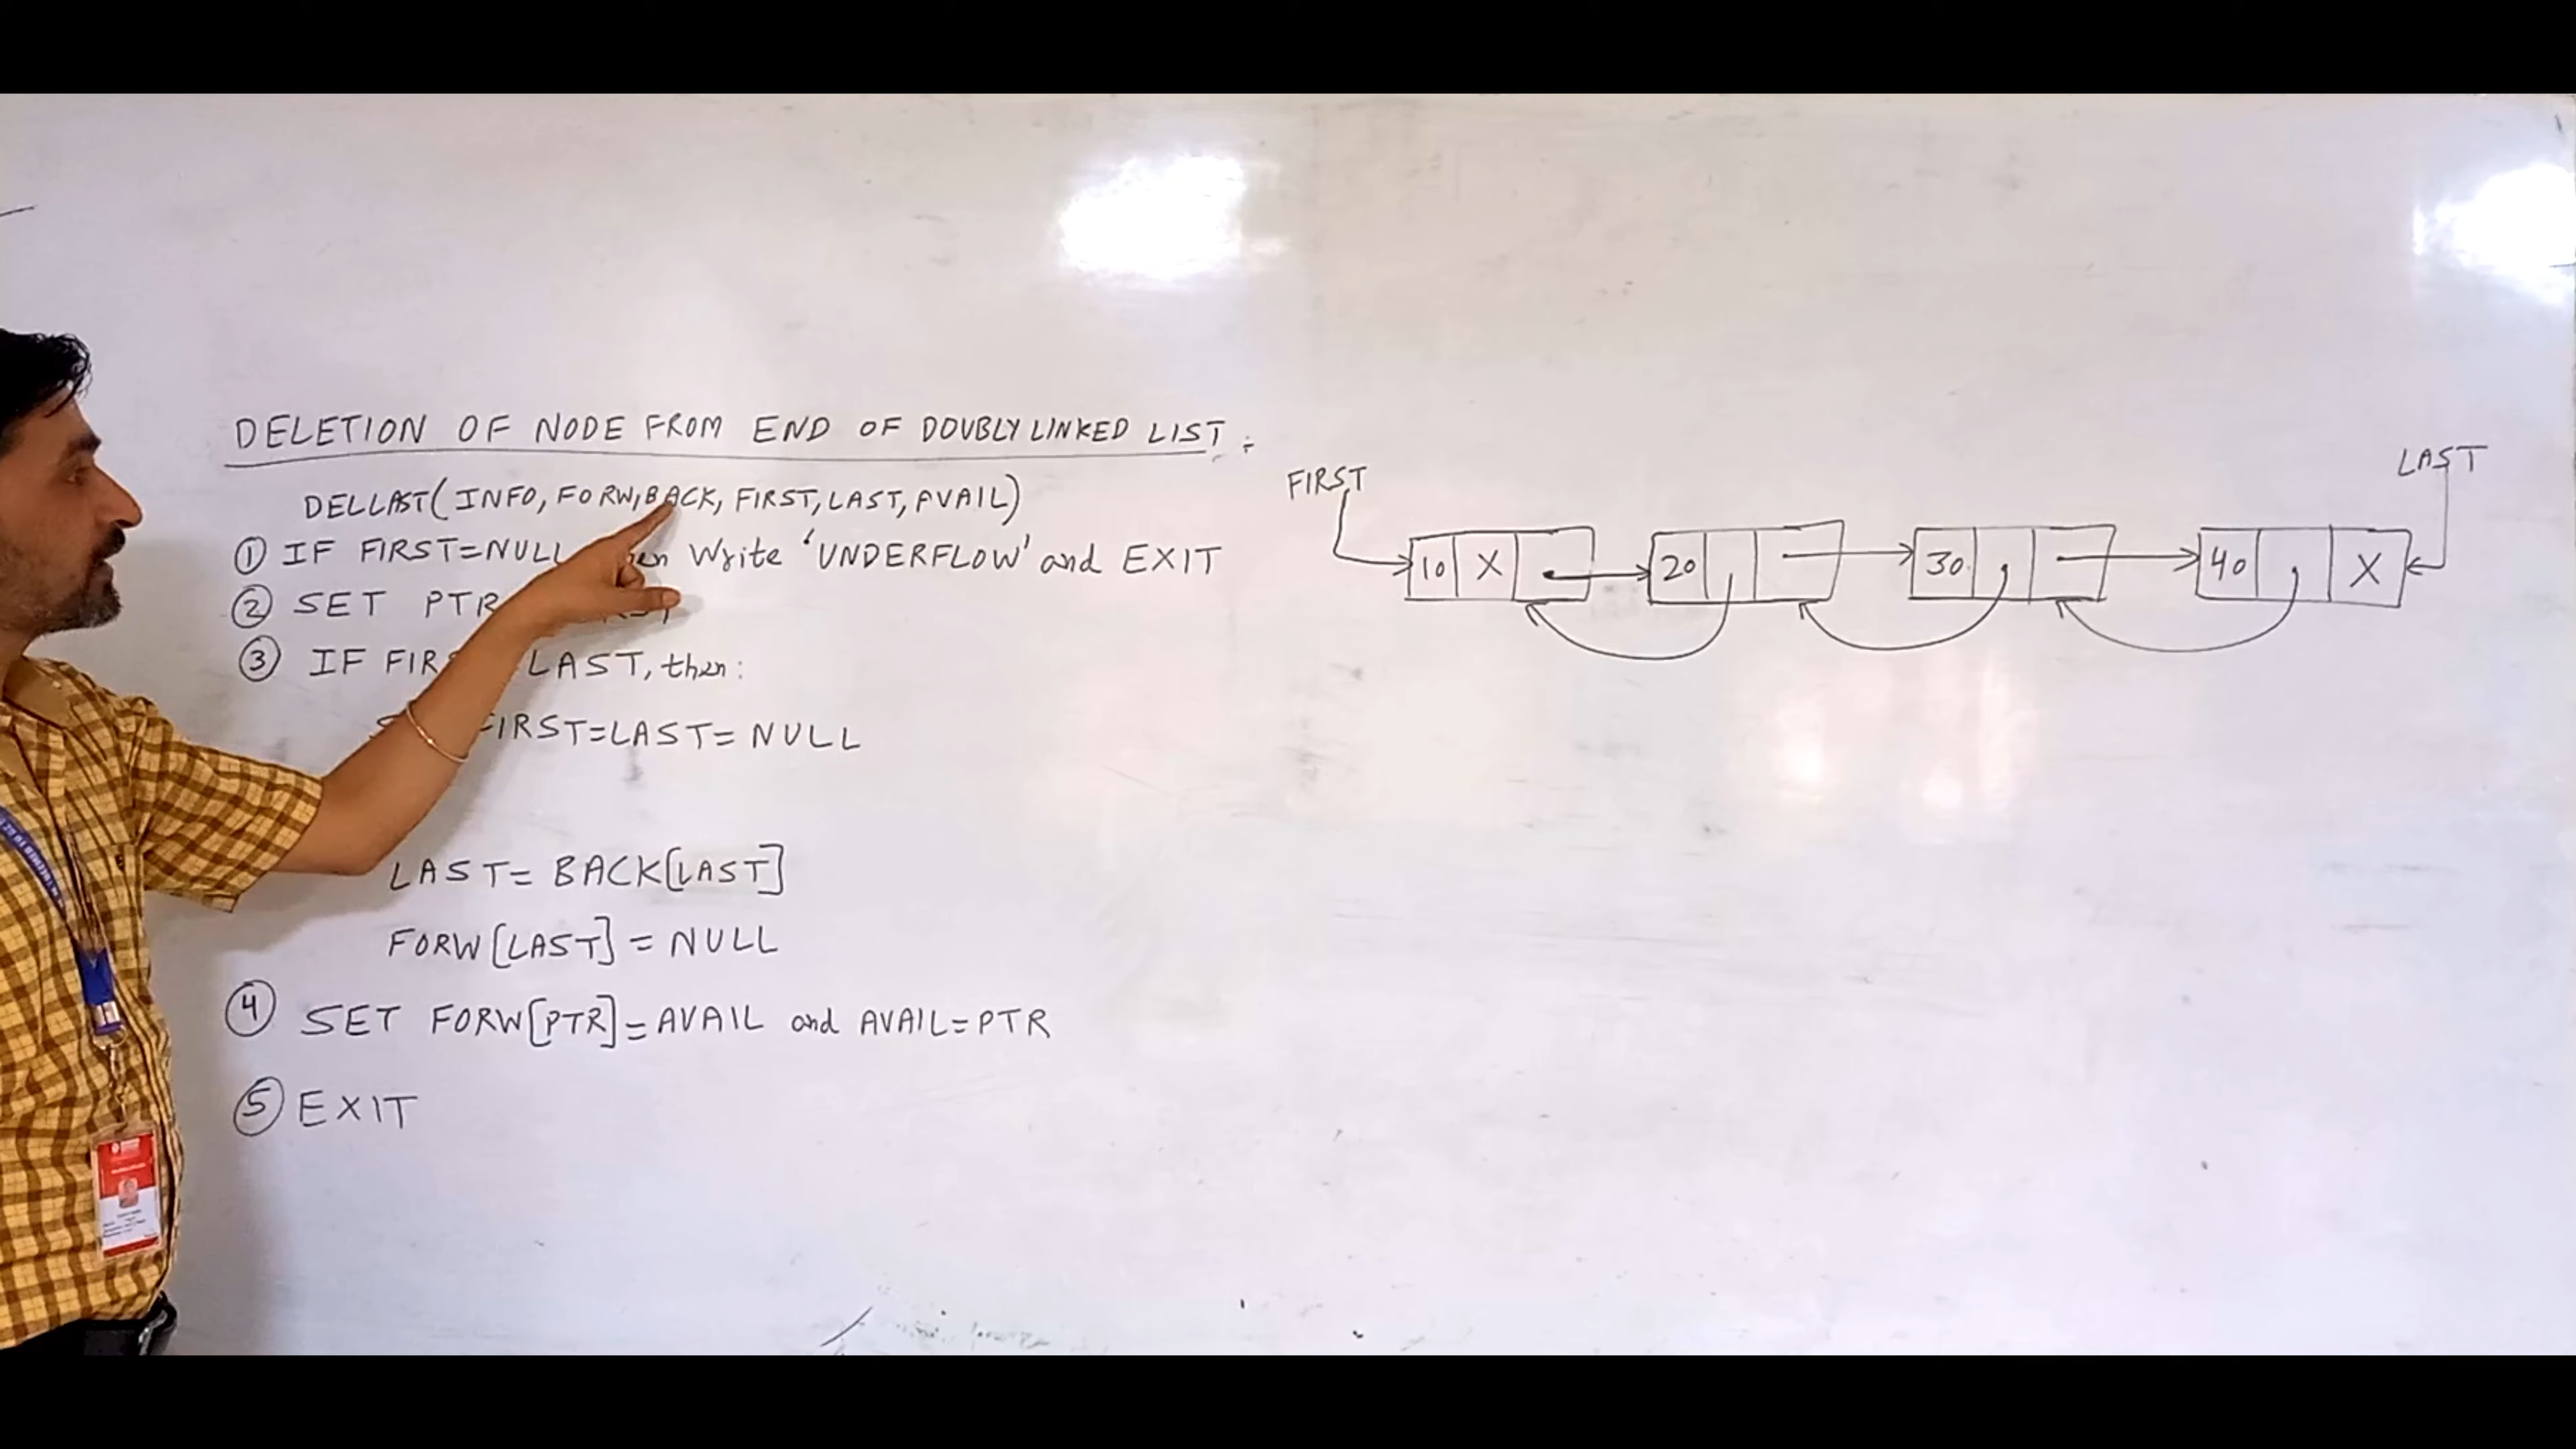 DELETION OF NODE FROM END OF DOUBLY LINKED LIST :-
DELLAST(INFO, FORW, BACK, FIRST, LAST, AVAIL)
① IF FIRST=NULL then Write 'UNDERFLOW' and EXIT
② SET PTR
③ IF FIR LAST, then:
FIRST=LAST=NULL
LAST= BACK[LAST]
FORW[LAST] = NULL
④ SET FORW[PTR]=AVAIL and AVAIL=PTR
⑤ EXIT
FIRST
LAST
10 X 20 30 40 X